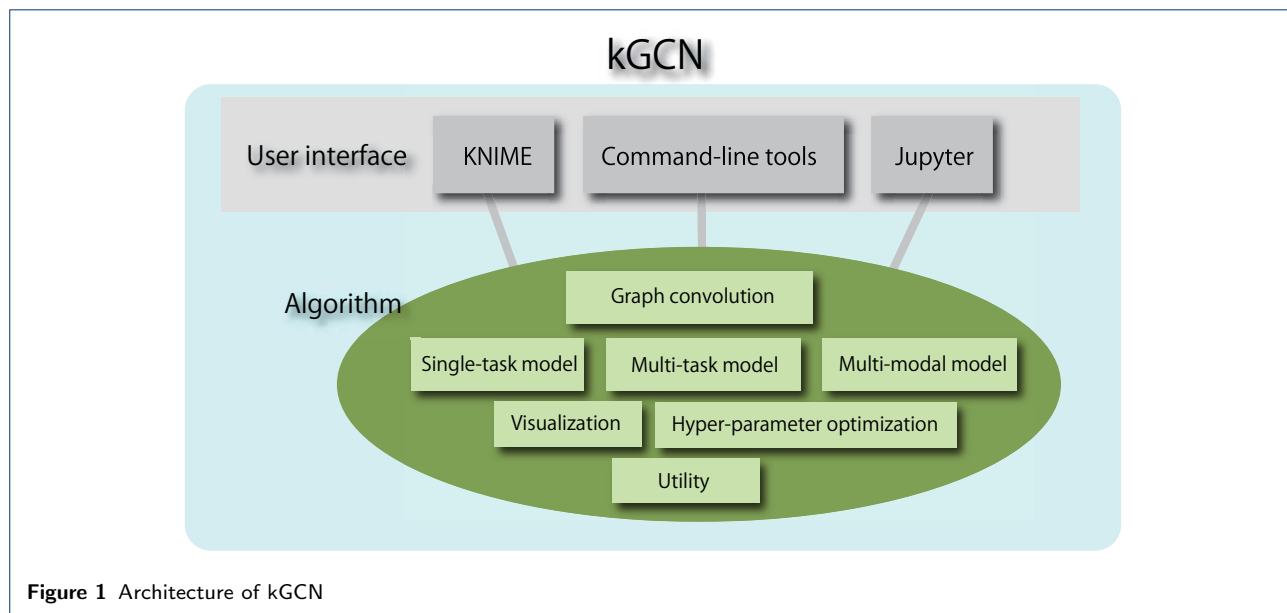 kGCN
User interface
KNIME
Command-line tools
Jupyter
Algorithm
Graph convolution
Single-task model
Multi-task model
Multi-modal model
Visualization
Hyper-parameter optimization
Utility
Figure 1 Architecture of kGCN